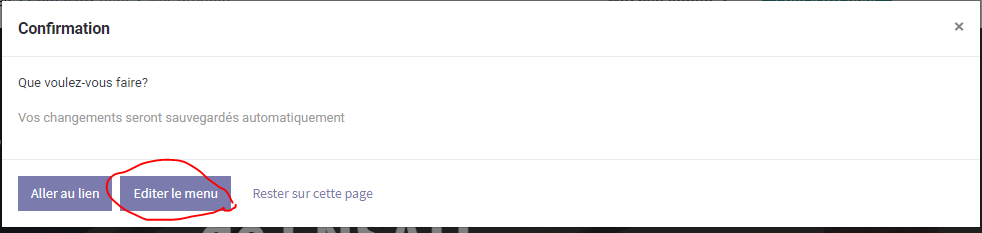 Confirmation
×
Que voulez-vous faire?
Vos changements seront sauvegardés automatiquement
Aller au lien
Editer le menu
Rester sur cette page